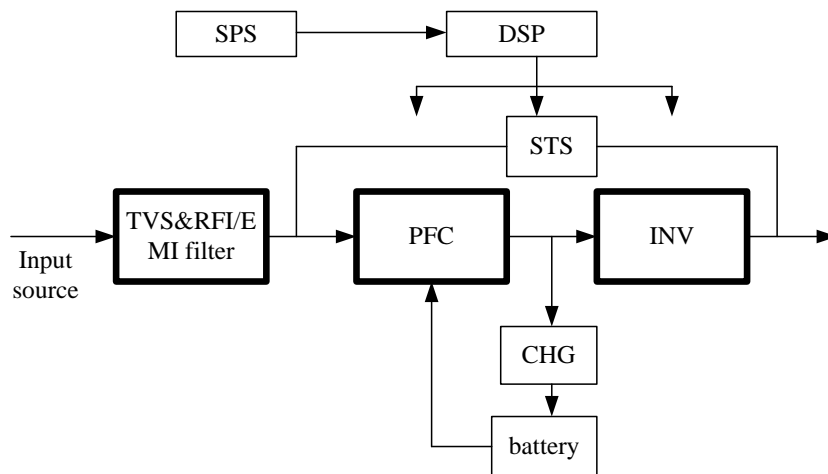 SPS
DSP
STS
TVS&RFI/E
MI filter
PFC
INV
Input
source
CHG
battery